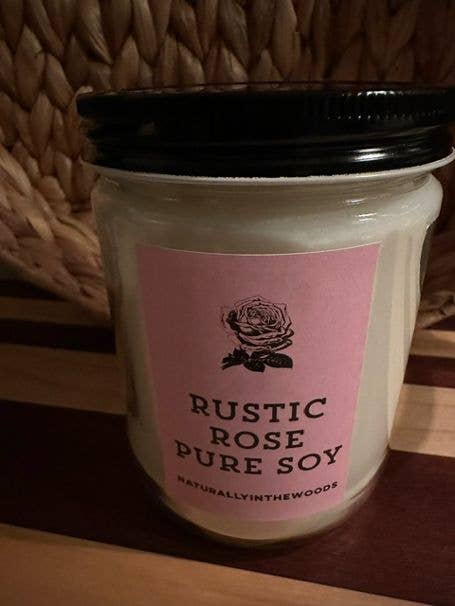 RUSTIC
ROSE
PURE SOY
NATURALLYINTHEWOODS